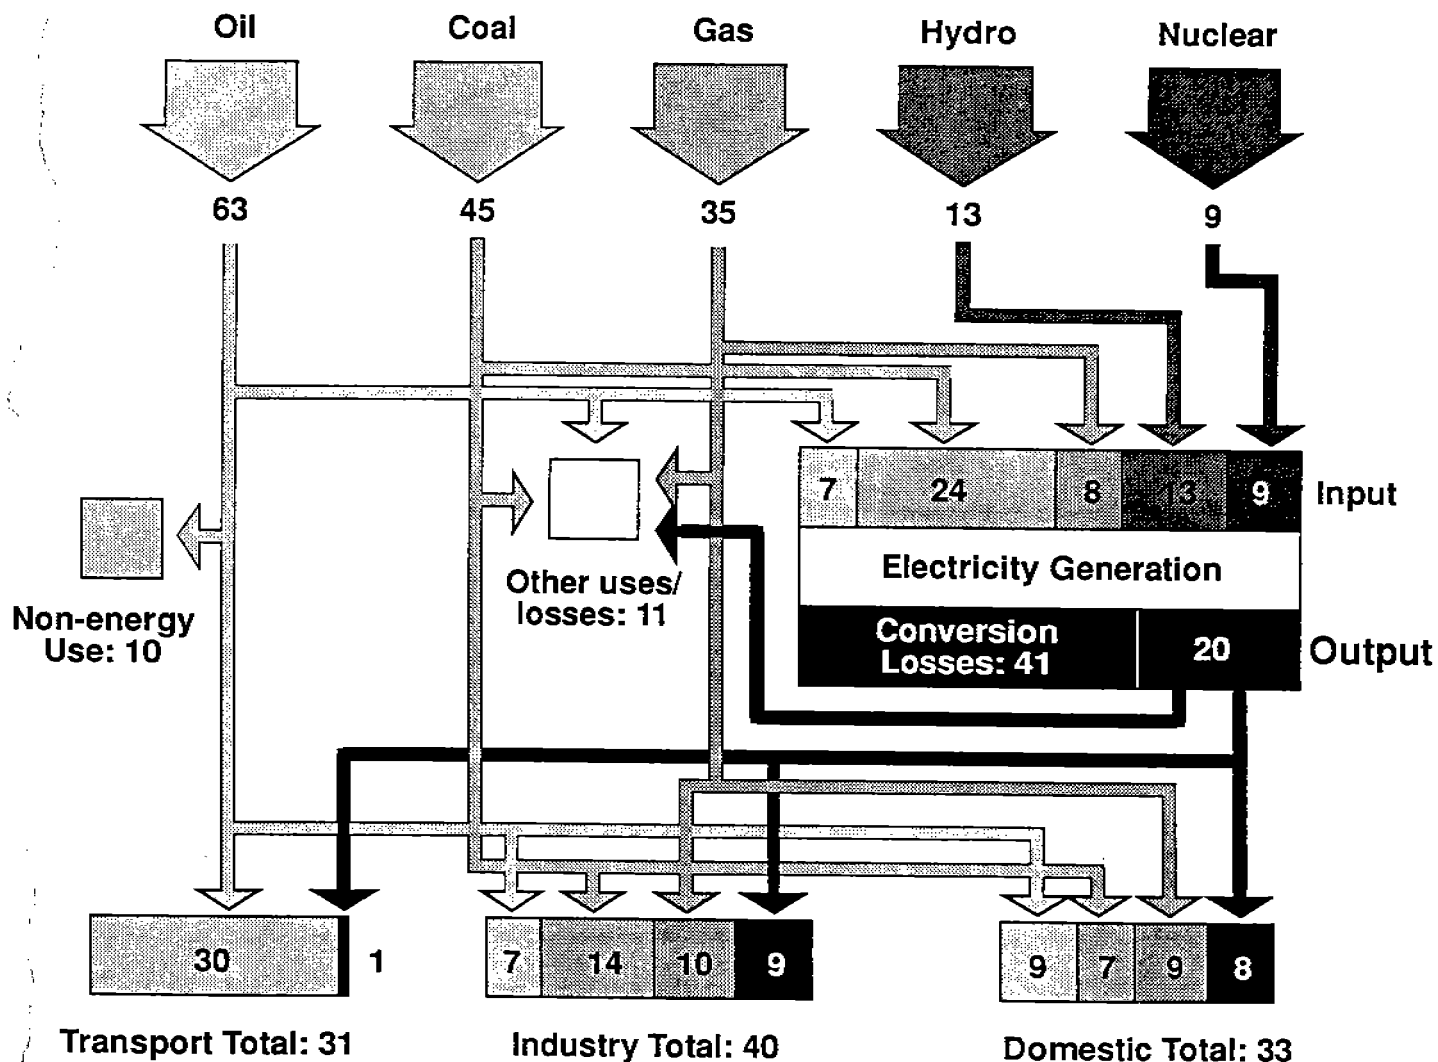 Oil Coal Gas Hydro Nuclear
63 45 35 13 9
7 24 8 13 9 Input
Electricity Generation
Other uses/
losses: 11
Non-energy
Use: 10
Conversion
Losses: 41
20 Output
30 1
7 14 10 9
9 7 9 8
Transport Total: 31 Industry Total: 40 Domestic Total: 33